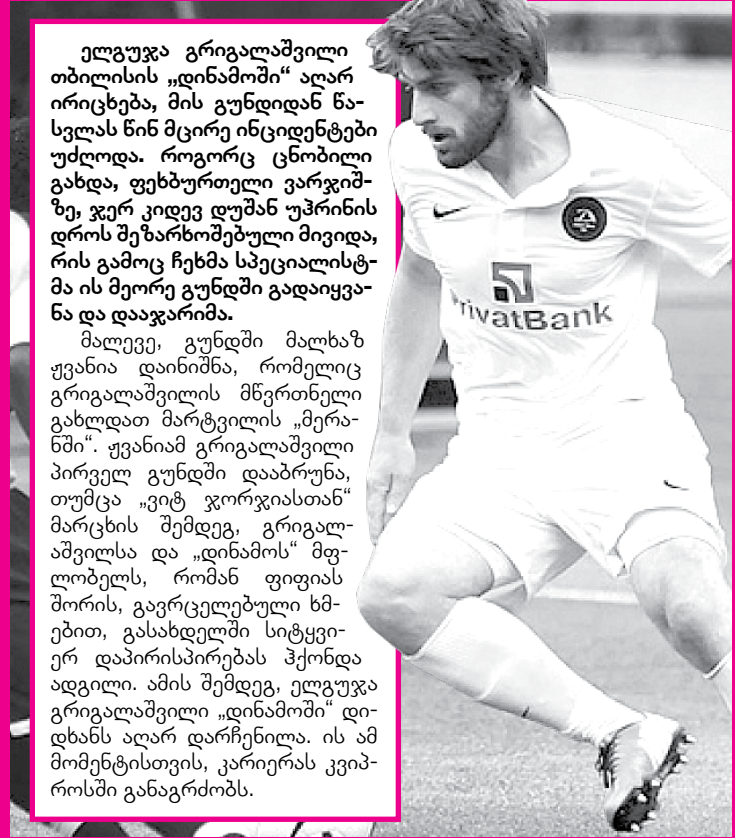 ელგუჯა გრიგალაშვილი
თბილისის „დინამოში“ აღარ
ირიცხება, მის გუნდიდან წა-
სვლას წინ მცირე ინციდენტები
უძღოდა. როგორც ცნობილი
გახდა, ფეხბურთელი ვარჯიშ-
ზე, ჯერ კიდევ დუშან უჰრინის
დროს შეზარხოშებული მივიდა,
რის გამოც ჩეხმა სპეციალისტ-
მა ის მეორე გუნდში გადაიყვა-
ნა და დააჯარიმა.
მალევე, გუნდში მალხაზ
ჟვანია დაინიშნა, რომელიც
გრიგალაშვილის მწვრთნელი
გახლდათ მარტვილის „მერა-
ნში“. ჟვანიამ გრიგალაშვილი
პირველ გუნდში დააბრუნა,
თუმცა „ვიტ ჯორჯიასთან“
მარცხის შემდეგ, გრიგალ-
აშვილსა და „დინამოს“ მფ-
ლობელს, რომან ფიფიას
შორის, გავრცელებული ხმ-
ებით, გასახდელში სიტყვი-
ერ დაპირისპირებას ჰქონდა
ადგილი. ამის შემდეგ, ელგუჯა
გრიგალაშვილი „დინამოში“ დი-
დხანს აღარ დარჩენილა. ის ამ
მომენტისთვის, კარიერას კვიპ-
როსში განაგრძობს.
PrivatBank